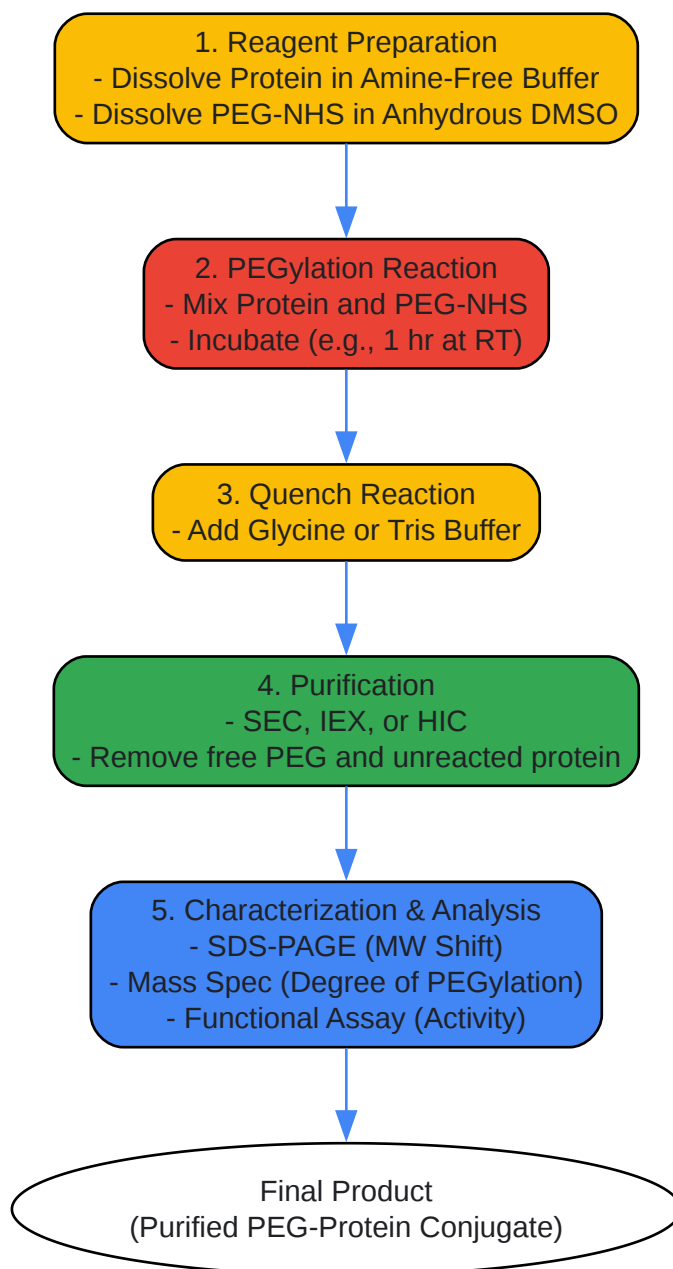 1. Reagent Preparation
- Dissolve Protein in Amine-Free Buffer
- Dissolve PEG-NHS in Anhydrous DMSO
2. PEGylation Reaction
- Mix Protein and PEG-NHS
- Incubate (e.g., 1 hr at RT)
3. Quench Reaction
- Add Glycine or Tris Buffer
4. Purification
- SEC, IEX, or HIC
- Remove free PEG and unreacted protein
5. Characterization & Analysis
- SDS-PAGE (MW Shift)
- Mass Spec (Degree of PEGylation)
- Functional Assay (Activity)
Final Product
(Purified PEG-Protein Conjugate)